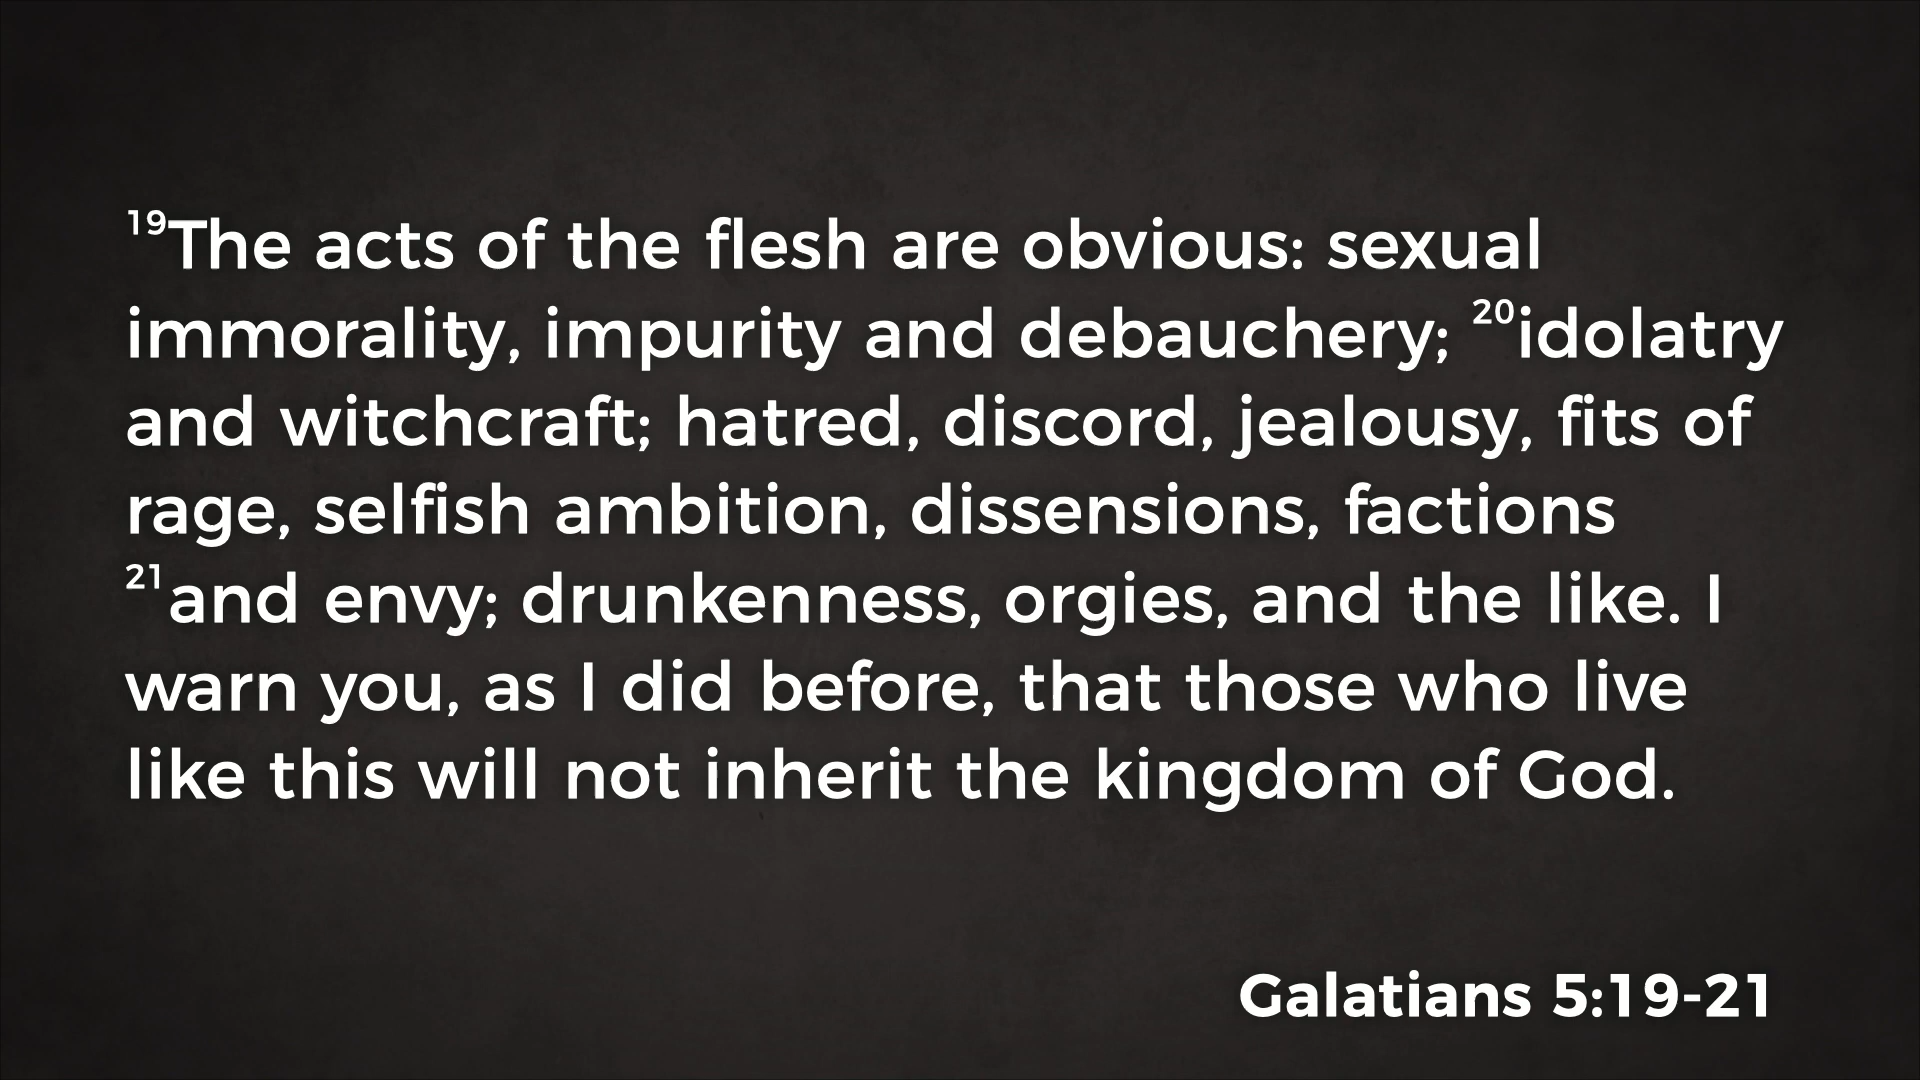 19The acts of the flesh are obvious: sexual
immorality, impurity and debauchery; 20idolatry
and witchcraft; hatred, discord, jealousy, fits of
rage, selfish ambition, dissensions, factions
21and envy; drunkenness, orgies, and the like. I
warn you, as I did before, that those who live
like this will not inherit the kingdom of God.
Galatians 5:19-21